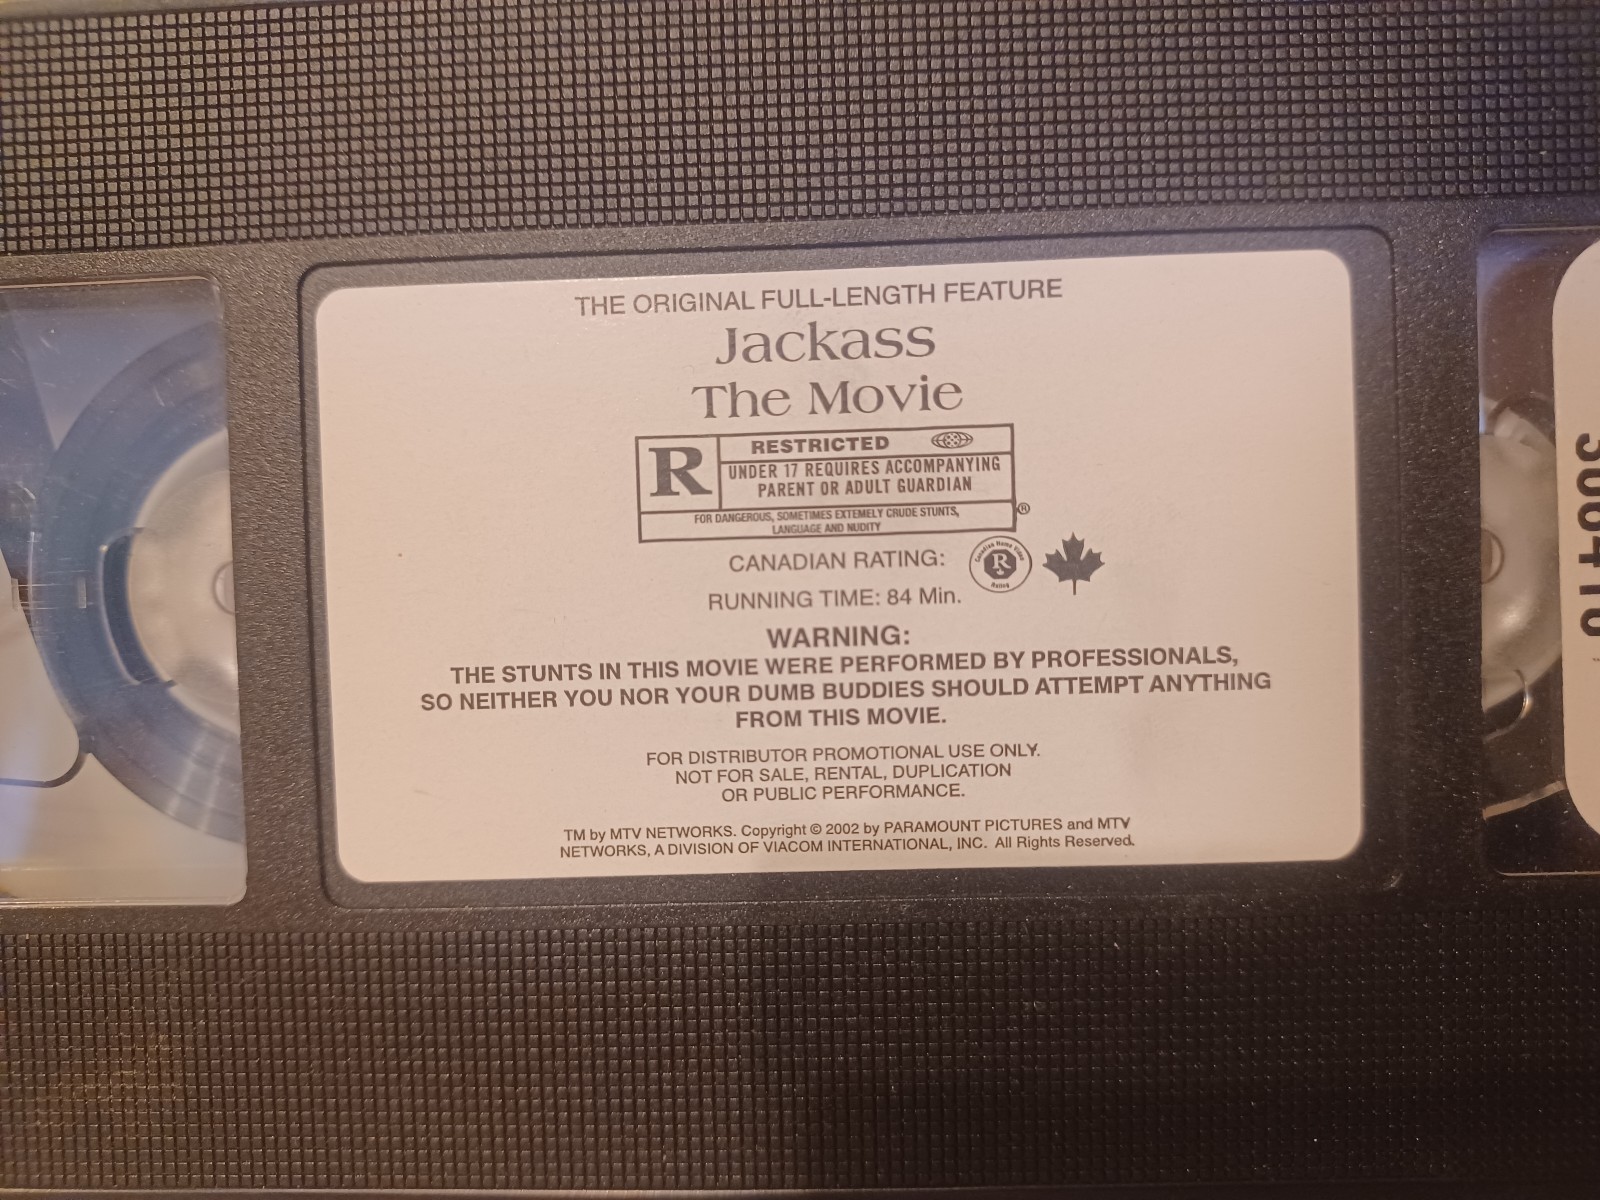 THE ORIGINAL FULL-LENGTH FEATURE
Jackass
The Movie
R
RESTRICTED
UNDER 17 REQUIRES ACCOMPANYING
PARENT OR ADULT GUARDIAN
FOR DANGEROUS, SOMETIMES EXTEMELY CRUDE STUNTS,
LANGUAGE AND NUDITY
®
CANADIAN RATING:
Canadian Home Video
R
Rating
RUNNING TIME: 84 Min.
WARNING:
THE STUNTS IN THIS MOVIE WERE PERFORMED BY PROFESSIONALS,
SO NEITHER YOU NOR YOUR DUMB BUDDIES SHOULD ATTEMPT ANYTHING
FROM THIS MOVIE.
FOR DISTRIBUTOR PROMOTIONAL USE ONLY.
NOT FOR SALE, RENTAL, DUPLICATION
OR PUBLIC PERFORMANCE.
TM by MTV NETWORKS. Copyright © 2002 by PARAMOUNT PICTURES and MTV
NETWORKS, A DIVISION OF VIACOM INTERNATIONAL, INC. All Rights Reserved.